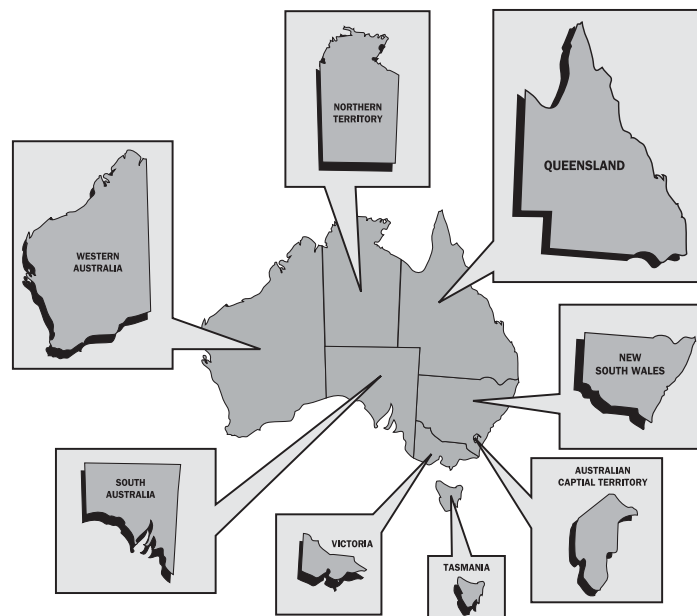 NORTHERN
TERRITORY
QUEENSLAND
WESTERN
AUSTRALIA
NEW
SOUTH WALES
SOUTH
AUSTRALIA
AUSTRALIAN
CAPTIAL TERRITORY
VICTORIA
TASMANIA